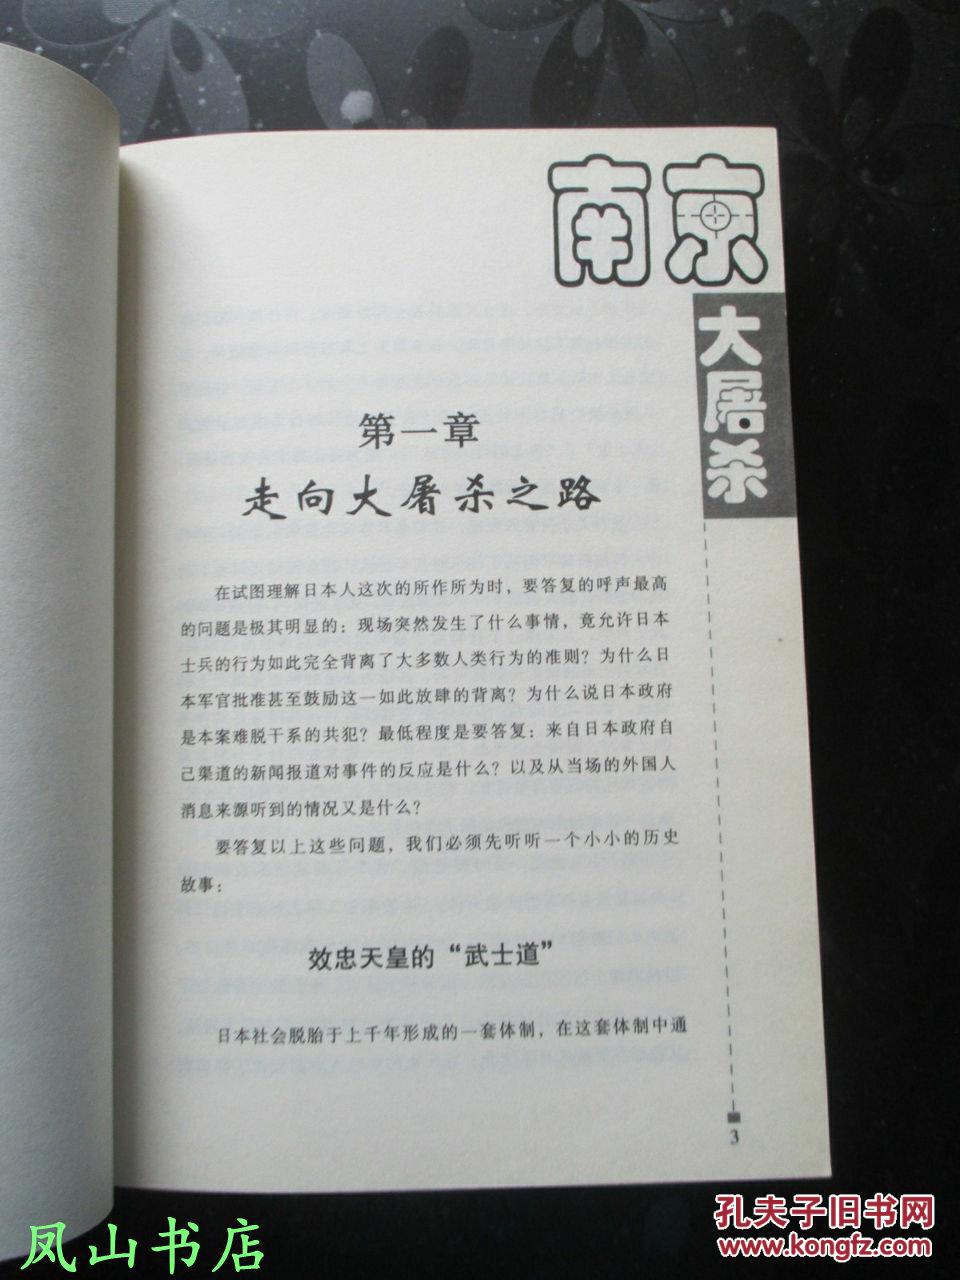 南京
大屠杀
第一章
走向大屠杀之路
在试图理解日本人这次的所作所为时，要答复的呼声最高
的问题是极其明显的：现场突然发生了什么事情，竟允许日本
士兵的行为如此完全背离了大多数人类行为的准则？为什么日
本军官批准甚至鼓励这一如此放肆的背离？为什么说日本政府
是本案难脱干系的共犯？最低程度是要答复：来自日本政府自
己渠道的新闻报道对事件的反应是什么？以及从当场的外国人
消息来源听到的情况又是什么？
要答复以上这些问题，我们必须先听听一个小小的历史
故事：
效忠天皇的“武士道”
日本社会脱胎于上千年形成的一套体制，在这套体制中通
3
凤山书店
孔夫子旧书网
www.kongfz.com